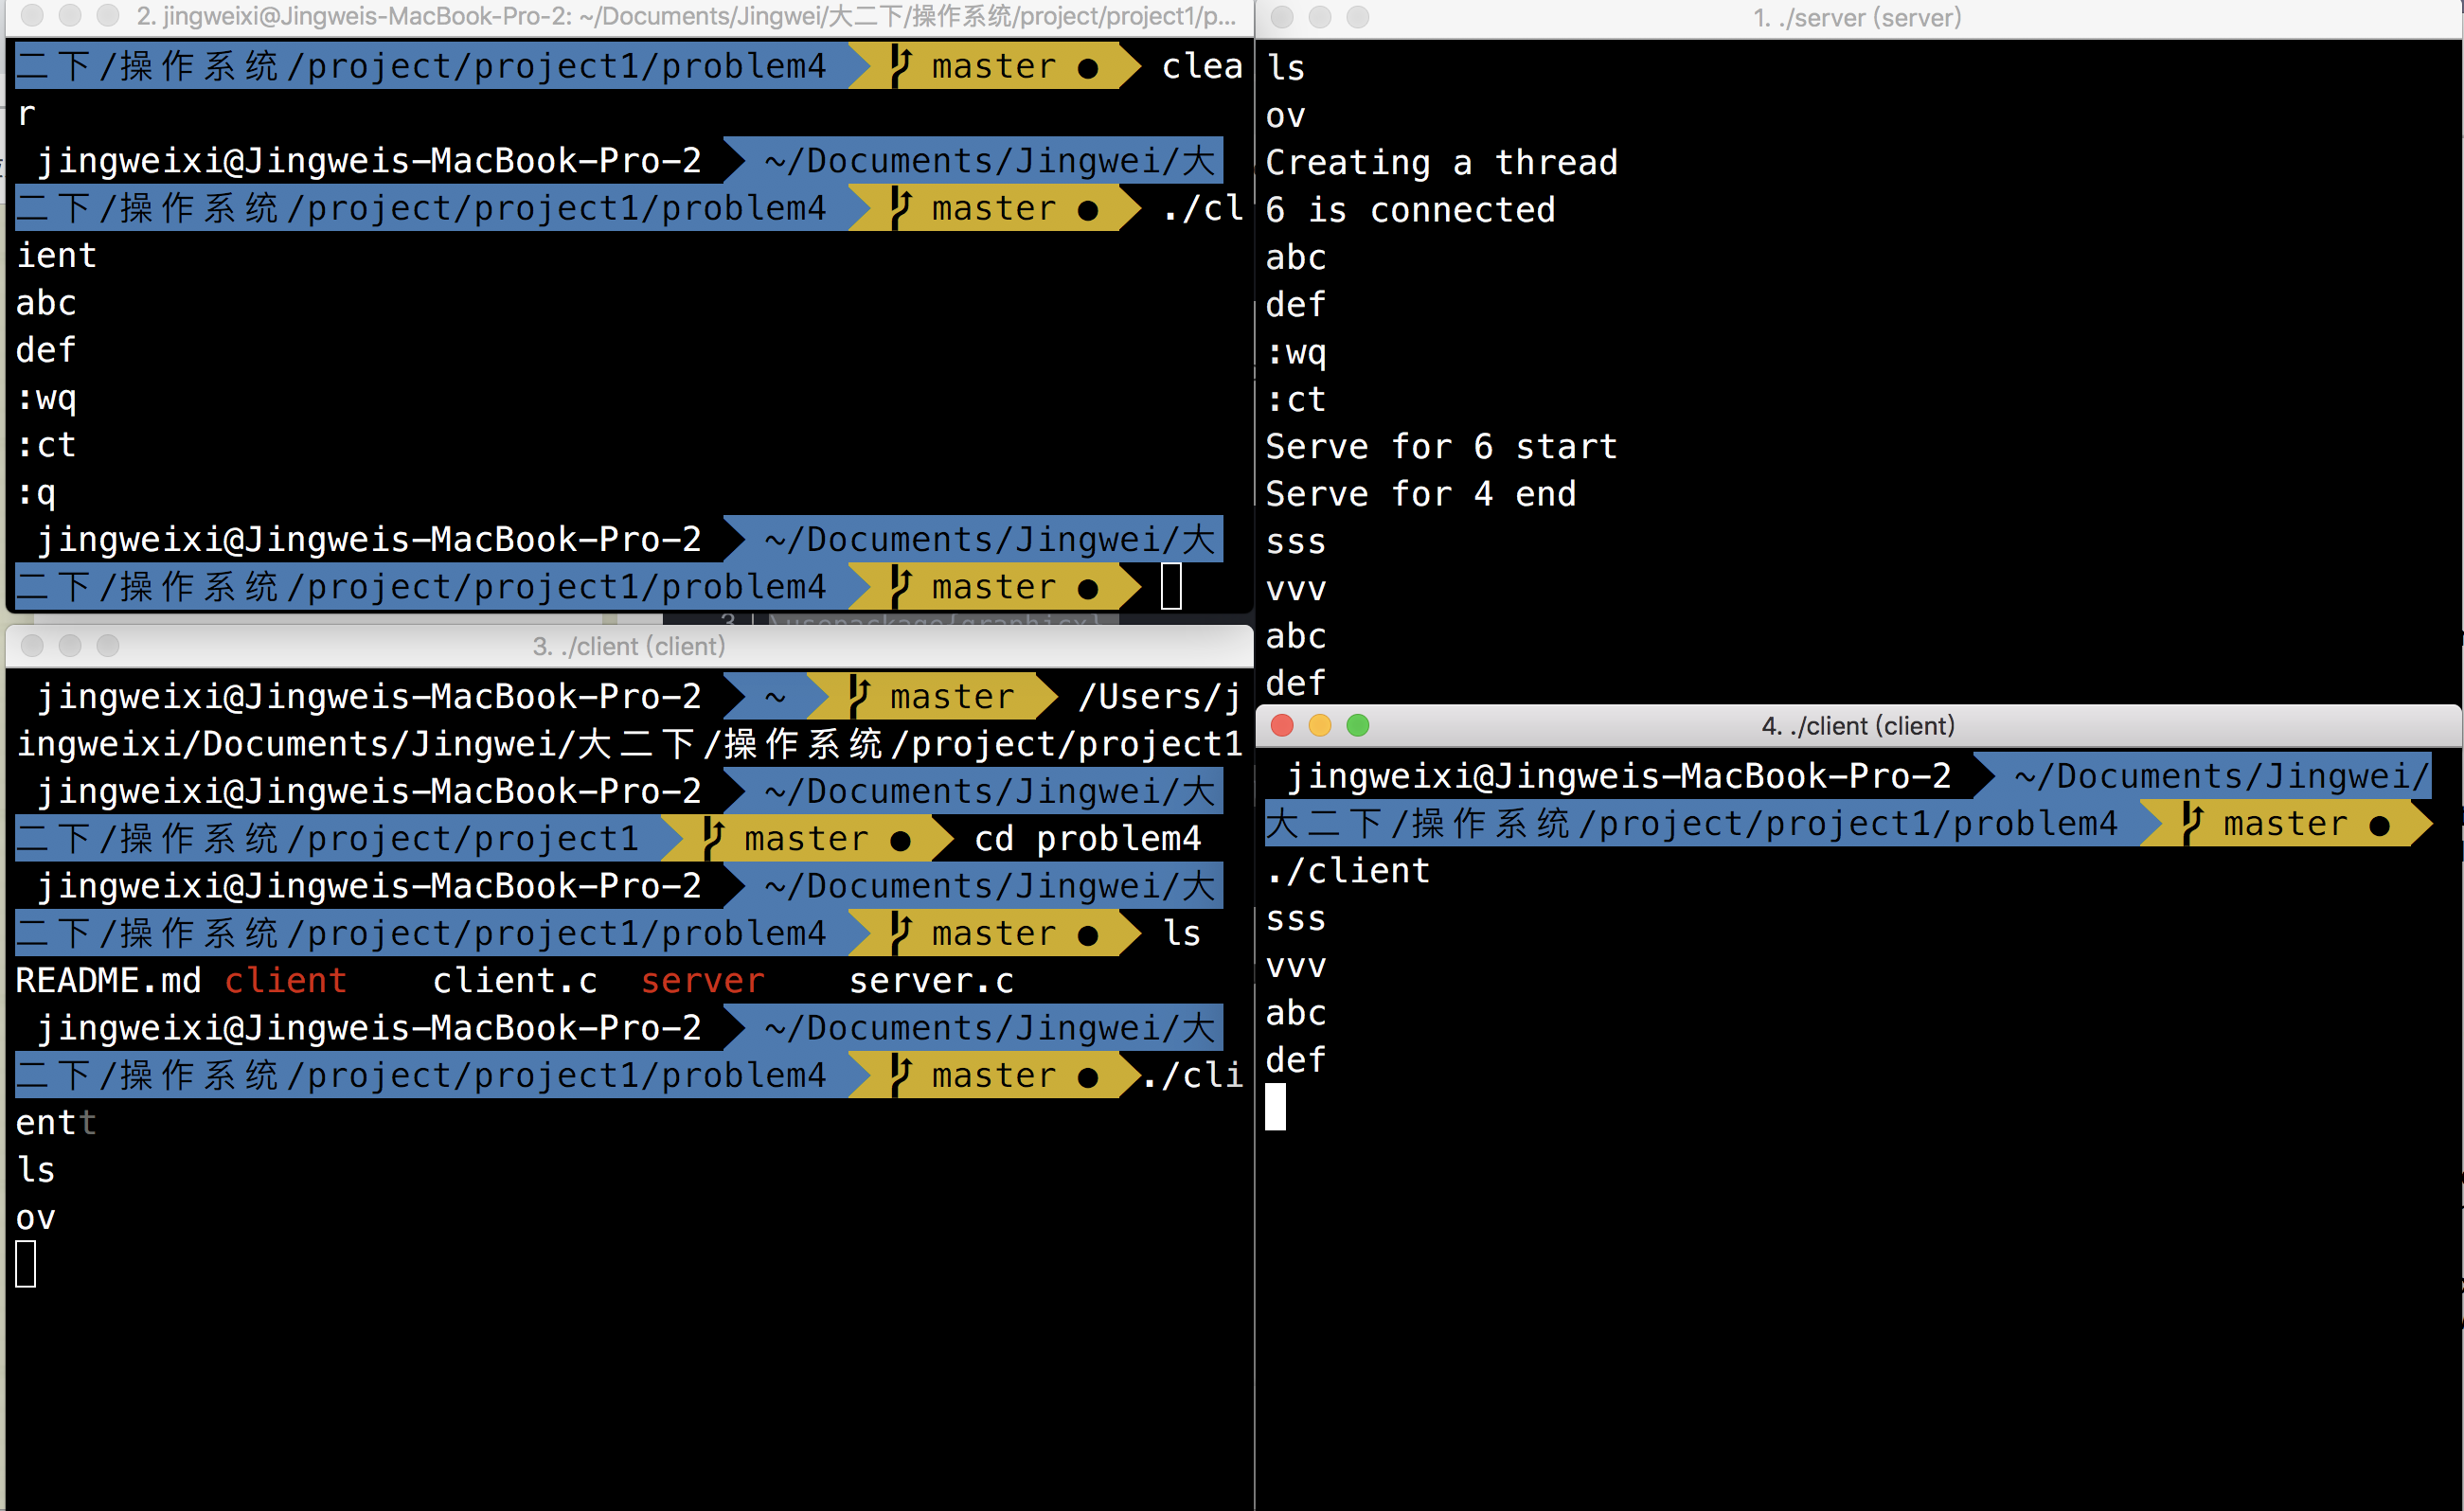 2. jingweixi@Jingweis-MacBook-Pro-2: ~/Documents/Jingwei/大二下/操作系统/project/project1/p...
二下/操作系统/project/project1/problem4 master ● clea
r
jingweixi@Jingweis-MacBook-Pro-2 ~/Documents/Jingwei/大
二下/操作系统/project/project1/problem4 master ● ./cl
ient
abc
def
:wq
:ct
:q
jingweixi@Jingweis-MacBook-Pro-2 ~/Documents/Jingwei/大
二下/操作系统/project/project1/problem4 master ●
3 \usepackage{graphicx}
3. ./client (client)
jingweixi@Jingweis-MacBook-Pro-2 ~ master /Users/j
ingweixi/Documents/Jingwei/大二下/操作系统/project/project1
jingweixi@Jingweis-MacBook-Pro-2 ~/Documents/Jingwei/大
二下/操作系统/project/project1 master ● cd problem4
jingweixi@Jingweis-MacBook-Pro-2 ~/Documents/Jingwei/大
二下/操作系统/project/project1/problem4 master ● ls
README.md client client.c server server.c
jingweixi@Jingweis-MacBook-Pro-2 ~/Documents/Jingwei/大
二下/操作系统/project/project1/problem4 master ● ./cli
entt
ls
ov
1. ./server (server)
ls
ov
Creating a thread
6 is connected
abc
def
:wq
:ct
Serve for 6 start
Serve for 4 end
sss
vvv
abc
def
4. ./client (client)
jingweixi@Jingweis-MacBook-Pro-2 ~/Documents/Jingwei/
大二下/操作系统/project/project1/problem4 master ●
./client
sss
vvv
abc
def